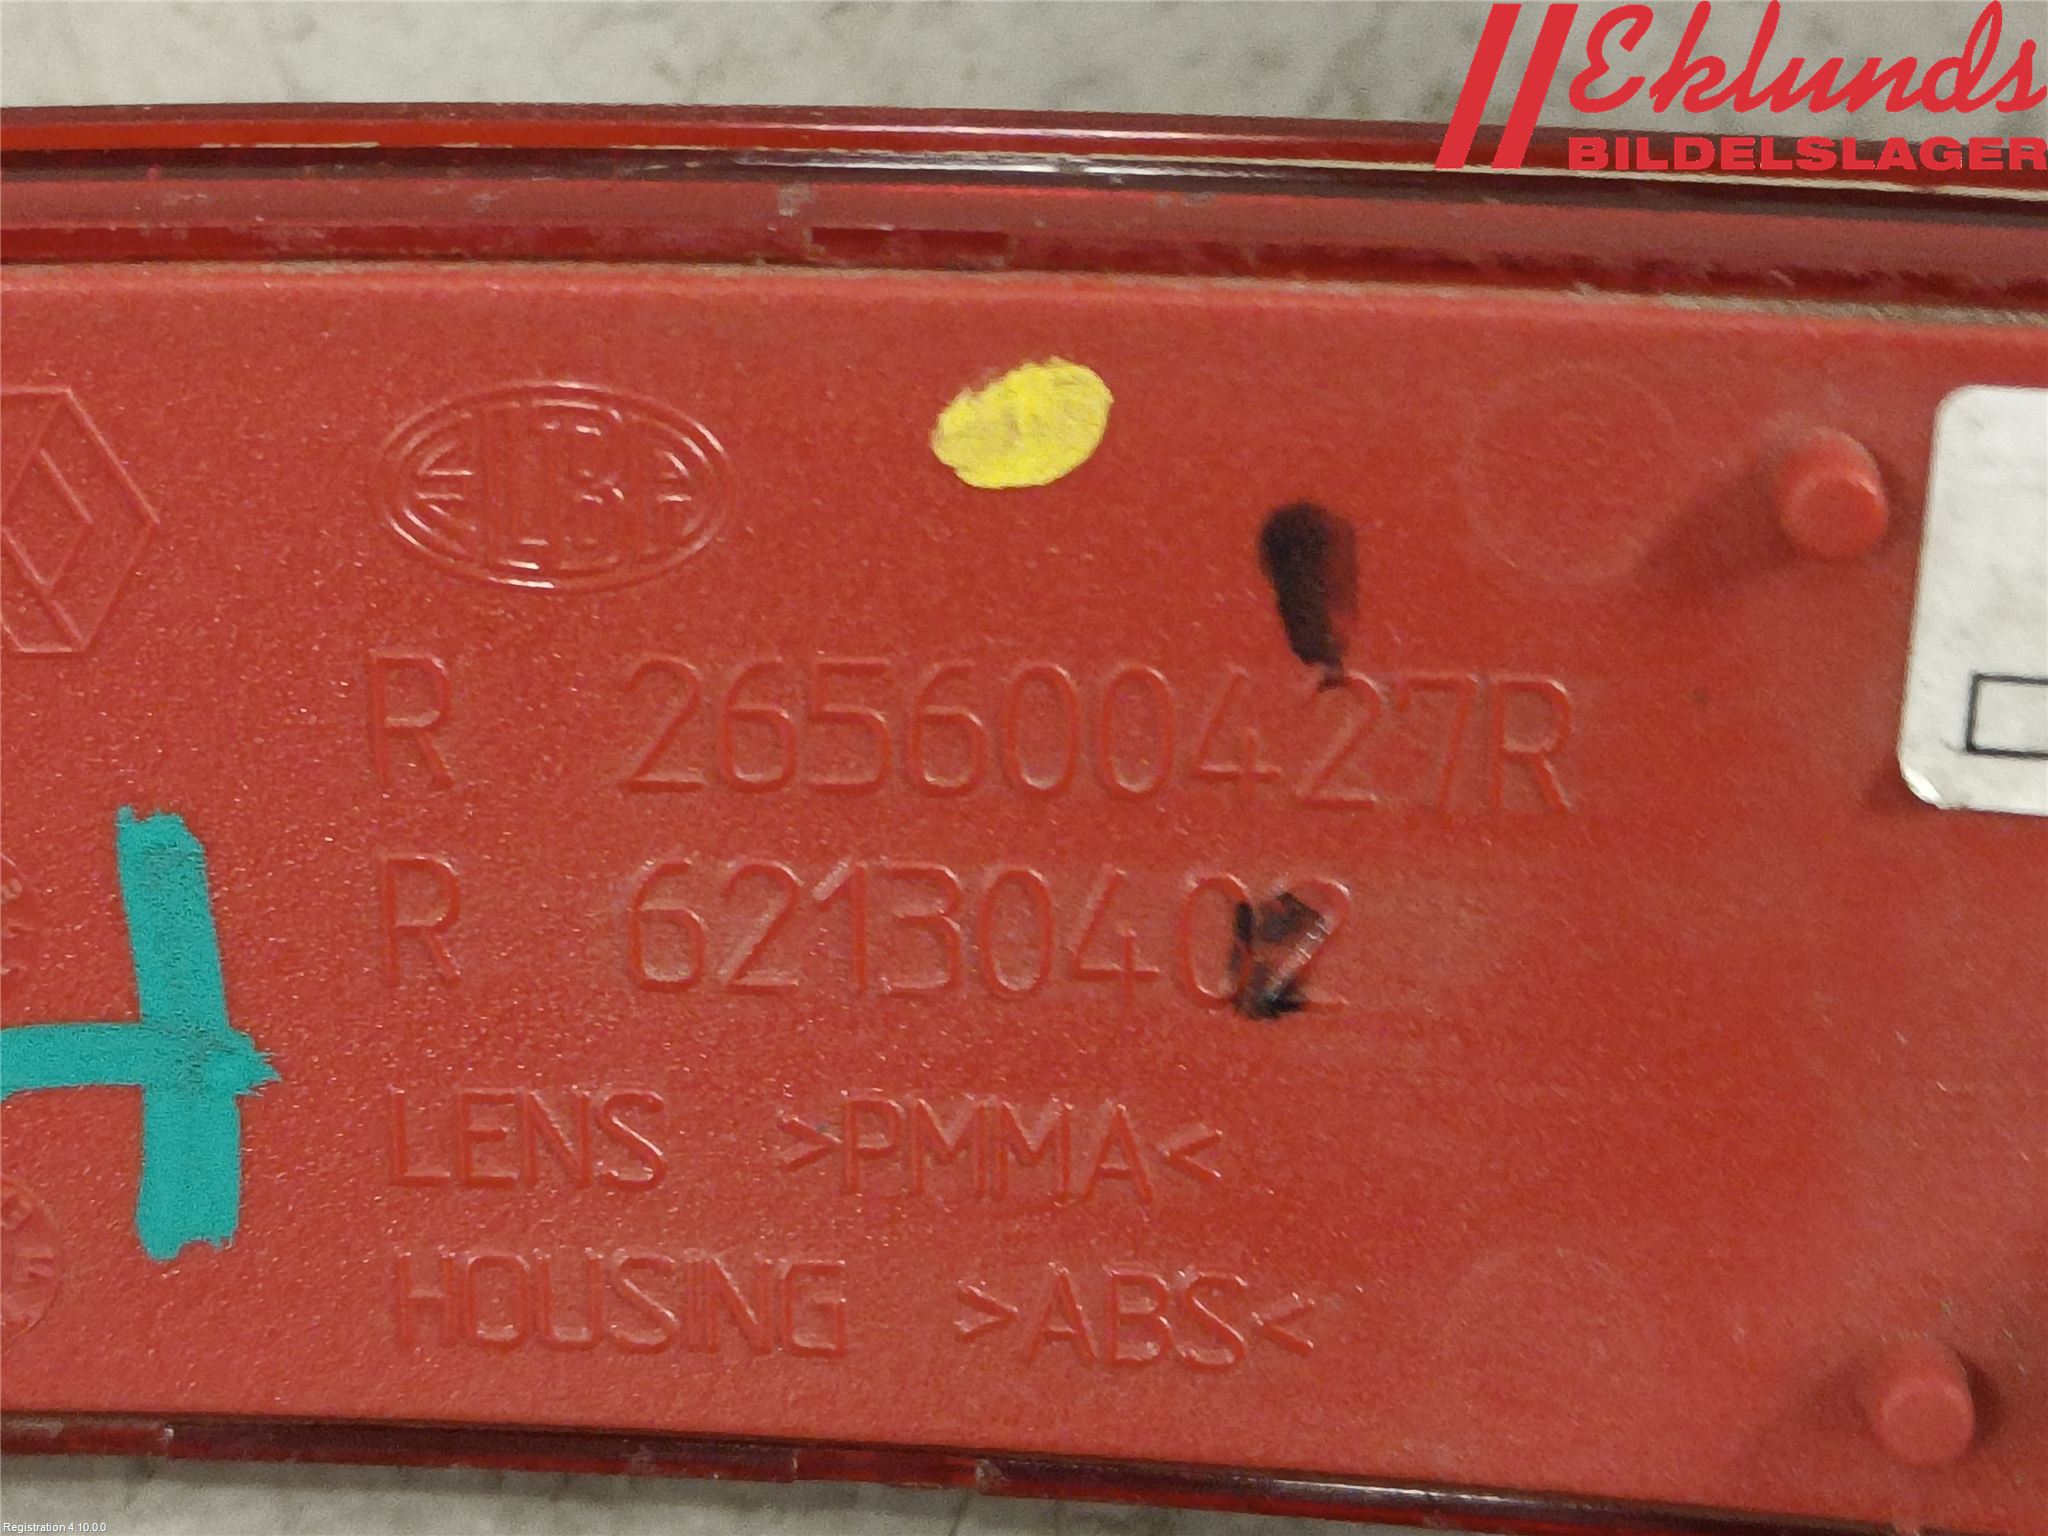 Eklunds
BILDELSLAGER
R 265600427R
R 62130402
LENS >PMMA<
HOUSING >ABS<
Registration 4.10.0.0